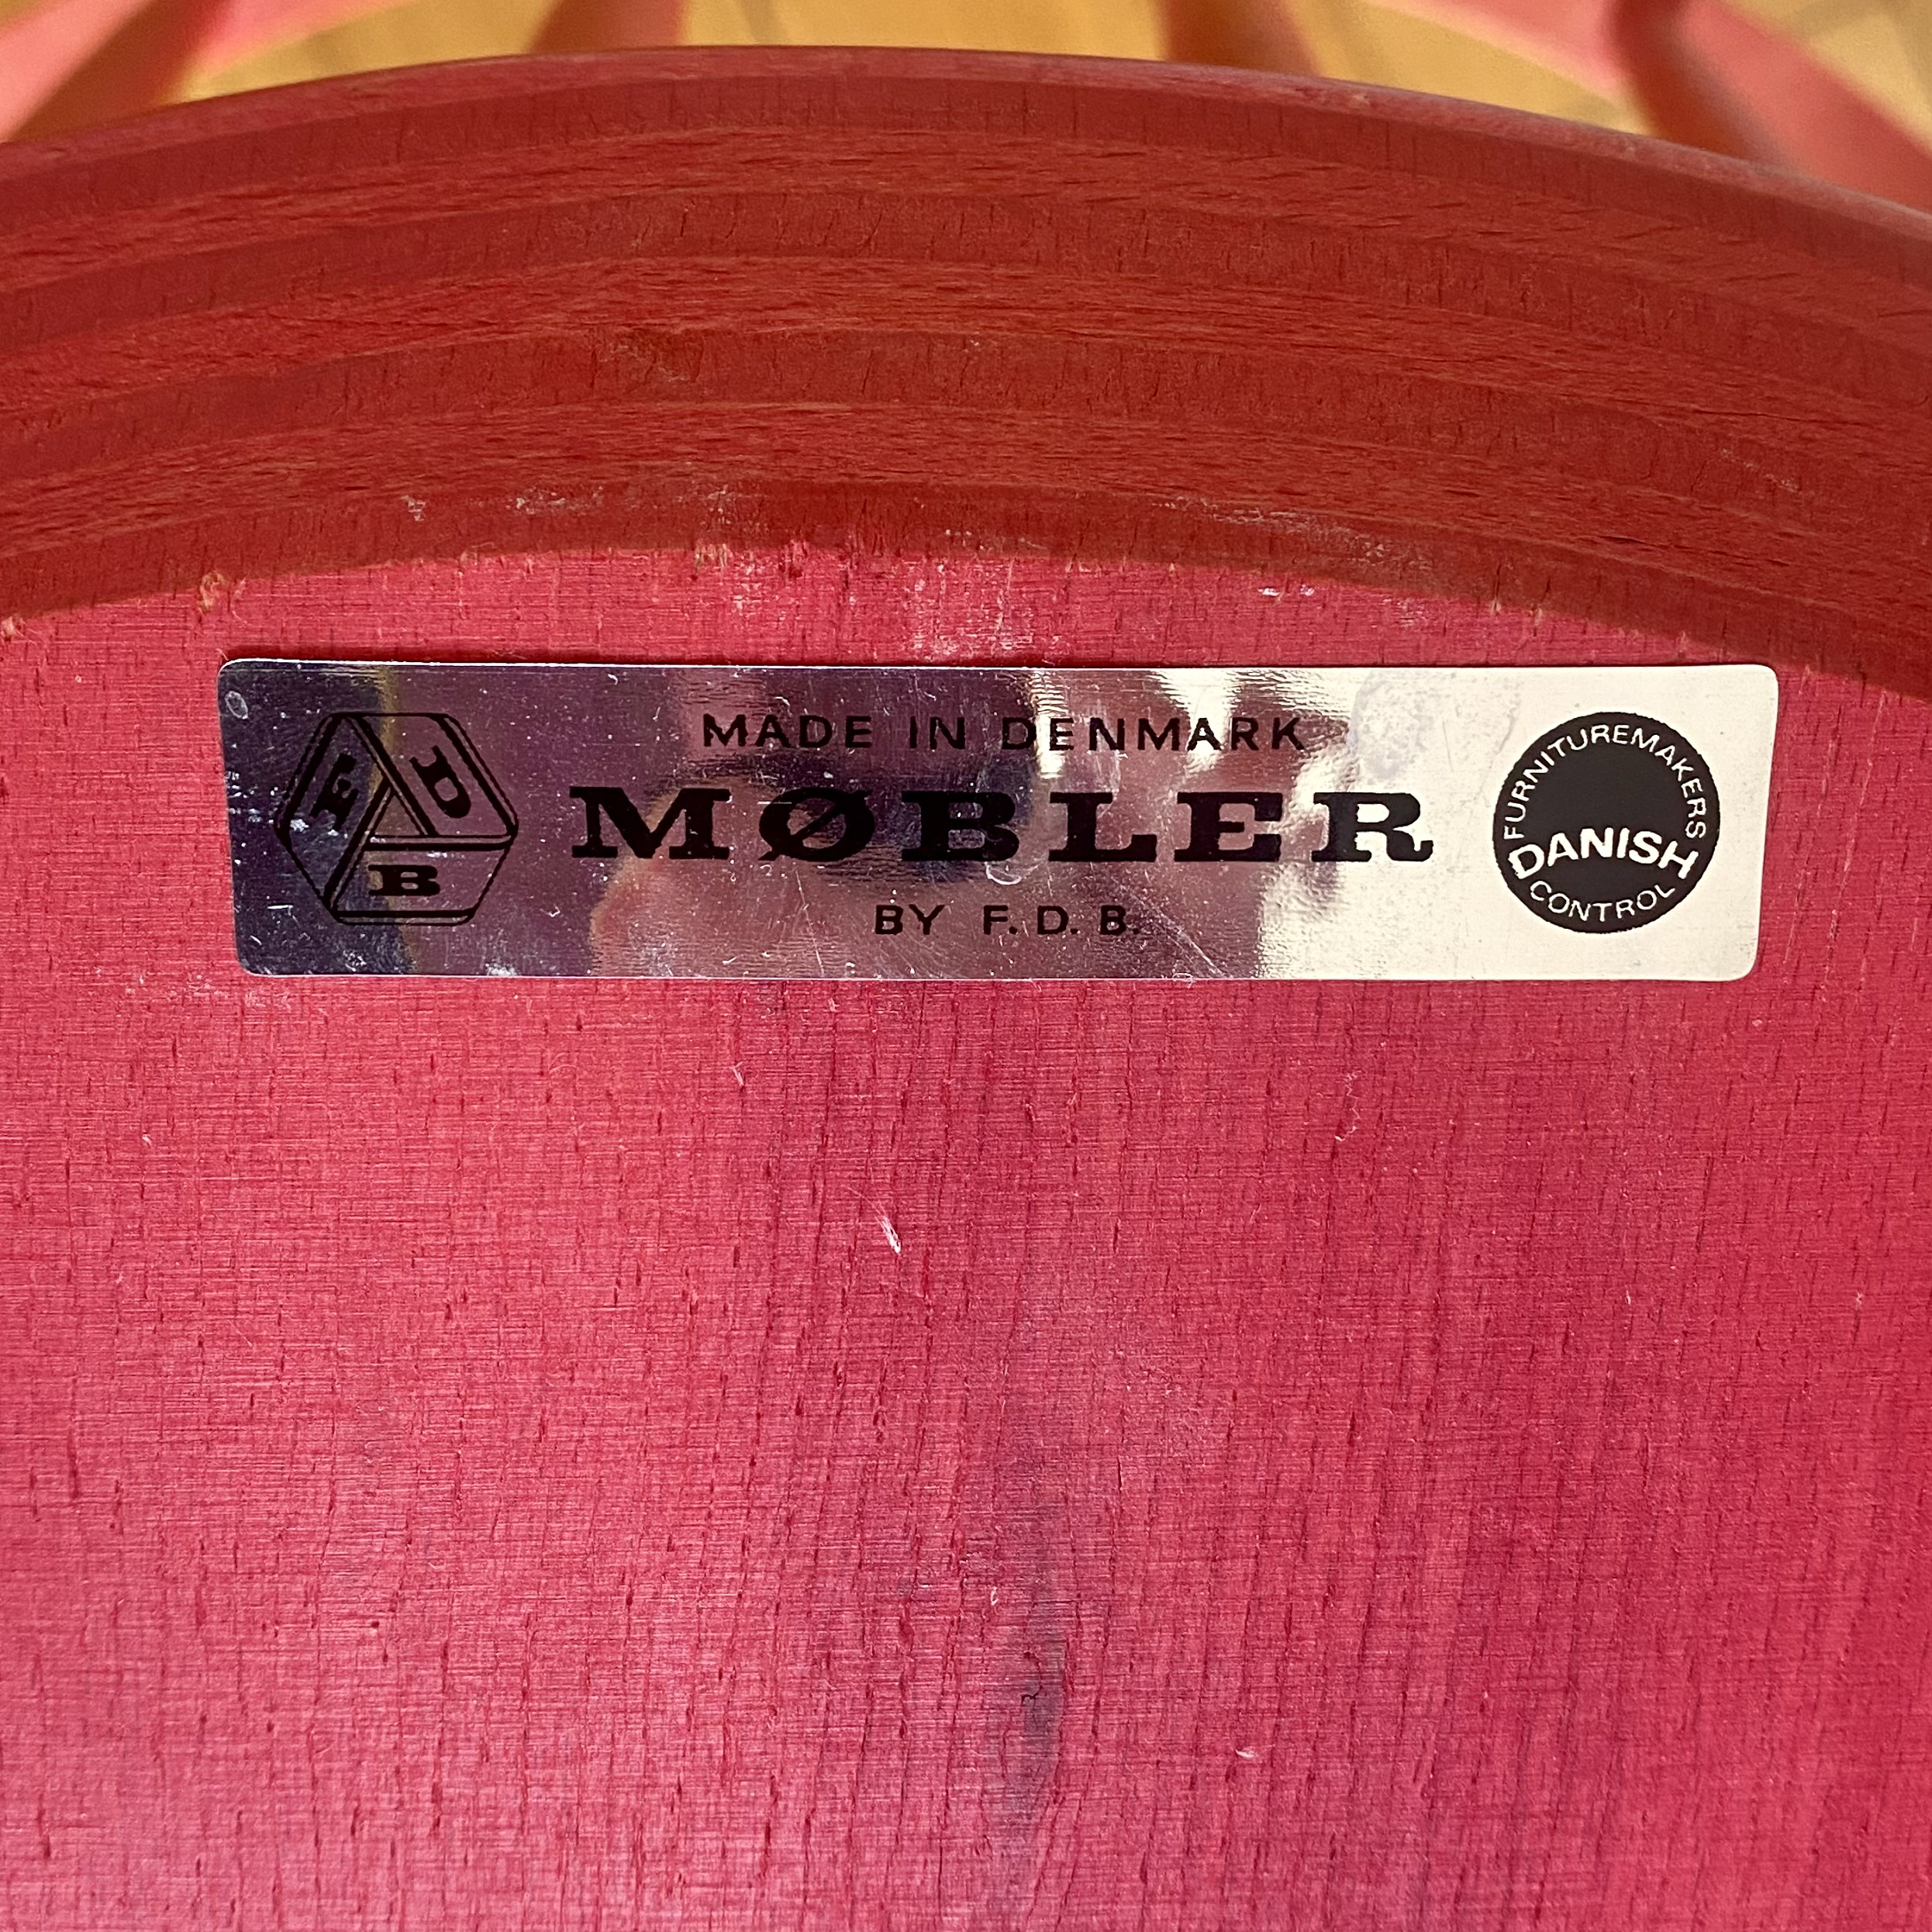 F D B
MADE IN DENMARK
MØBLER
BY F. D. B.
FURNITUREMAKERS
DANISH
CONTROL